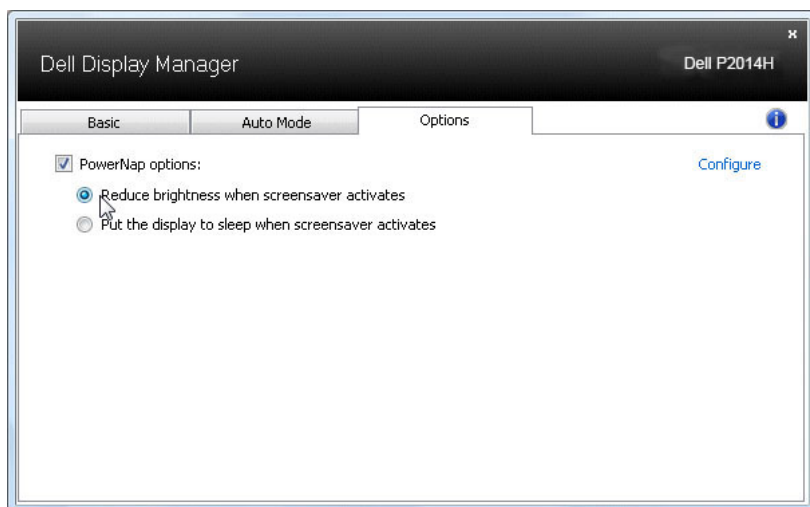 x
Dell Display Manager
Dell P2014H
Basic
Auto Mode
Options
i
PowerNap options:
Configure
Reduce brightness when screensaver activates
Put the display to sleep when screensaver activates